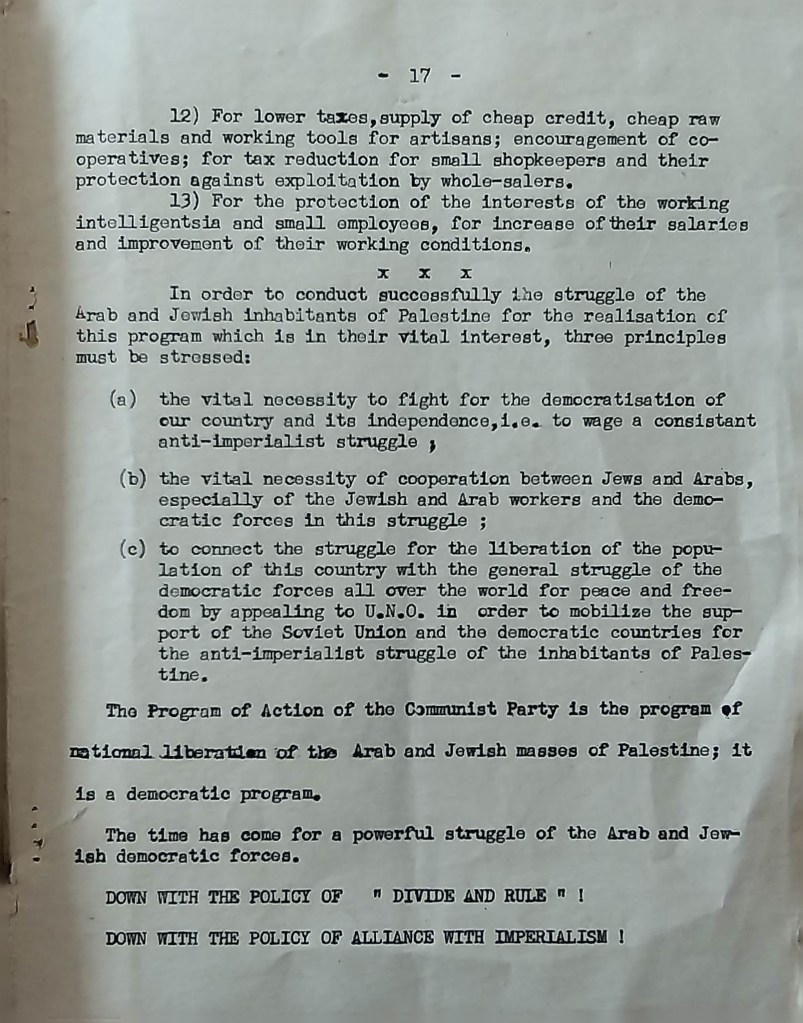 - 17 -
12) For lower taxes,supply of cheap credit, cheap raw
materials and working tools for artisans; encouragement of co-
operatives; for tax reduction for small shopkeepers and their
protection against exploitation by whole-salers.
13) For the protection of the interests of the working
intelligentsia and small employees, for increase of their salaries
and improvement of their working conditions.
x x x
In order to conduct successfully the struggle of the
Arab and Jewish inhabitants of Palestine for the realisation of
this program which is in their vital interest, three principles
must be stressed:
(a) the vital necessity to fight for the democratisation of
our country and its independence,i.e. to wage a consistant
anti-imperialist struggle ;
(b) the vital necessity of cooperation between Jews and Arabs,
especially of the Jewish and Arab workers and the demo-
cratic forces in this struggle ;
(c) to connect the struggle for the liberation of the popu-
lation of this country with the general struggle of the
democratic forces all over the world for peace and free-
dom by appealing to U.N.O. in order to mobilize the sup-
port of the Soviet Union and the democratic countries for
the anti-imperialist struggle of the inhabitants of Pales-
tine.
The Program of Action of the Communist Party is the program of
national liberation of the Arab and Jewish masses of Palestine; it
is a democratic program.
The time has come for a powerful struggle of the Arab and Jew-
ish democratic forces.
DOWN WITH THE POLICY OF " DIVIDE AND RULE " !
DOWN WITH THE POLICY OF ALLIANCE WITH IMPERIALISM !